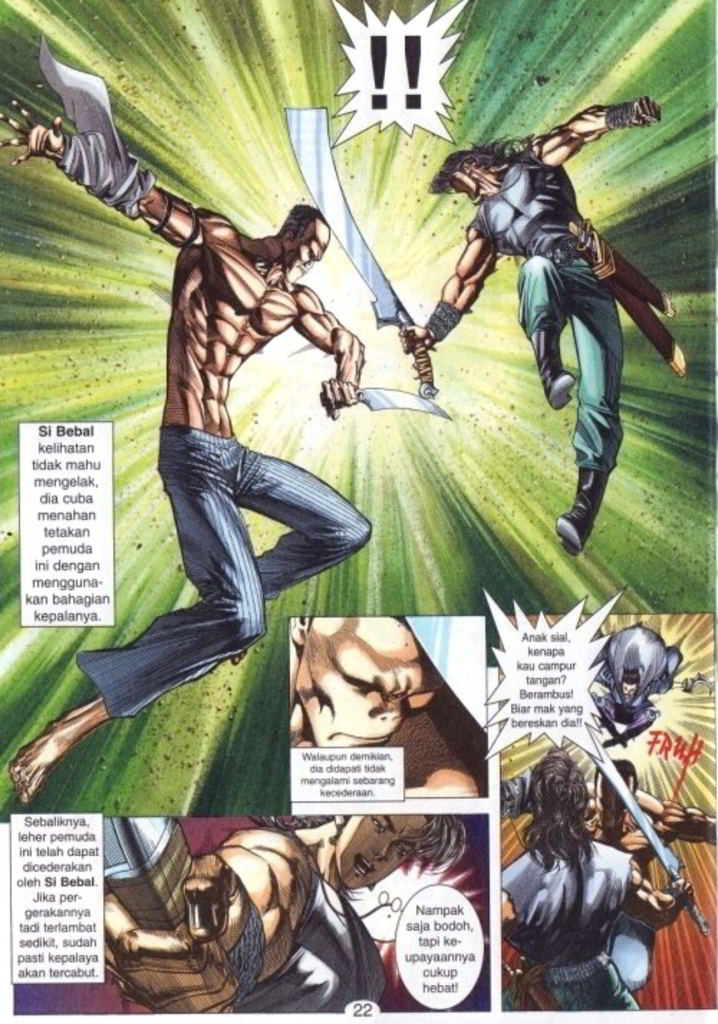 !!
Si Bebal
kelihatan
tidak mahu
mengelak,
dia cuba
menahan
tetakan
pemuda
ini dengan
mengguna-
kan bahagian
kepalanya.
Walaupun demikian,
dia didapati tidak
mengalami sebarang
kecederaan.
Anak sial,
kenapa
kau campur
tangan?
Berambus!
Biar mak yang
bereskan dia!!
FRUH
Sebaliknya,
leher pemuda
ini telah dapat
dicederakan
oleh Si Bebal.
Jika per-
gerakannya
tadi terlambat
sedikit, sudah
pasti kepalanya
akan tercabut.
Nampak
saja bodoh,
tapi ke-
upayaannya
cukup
hebat!
22